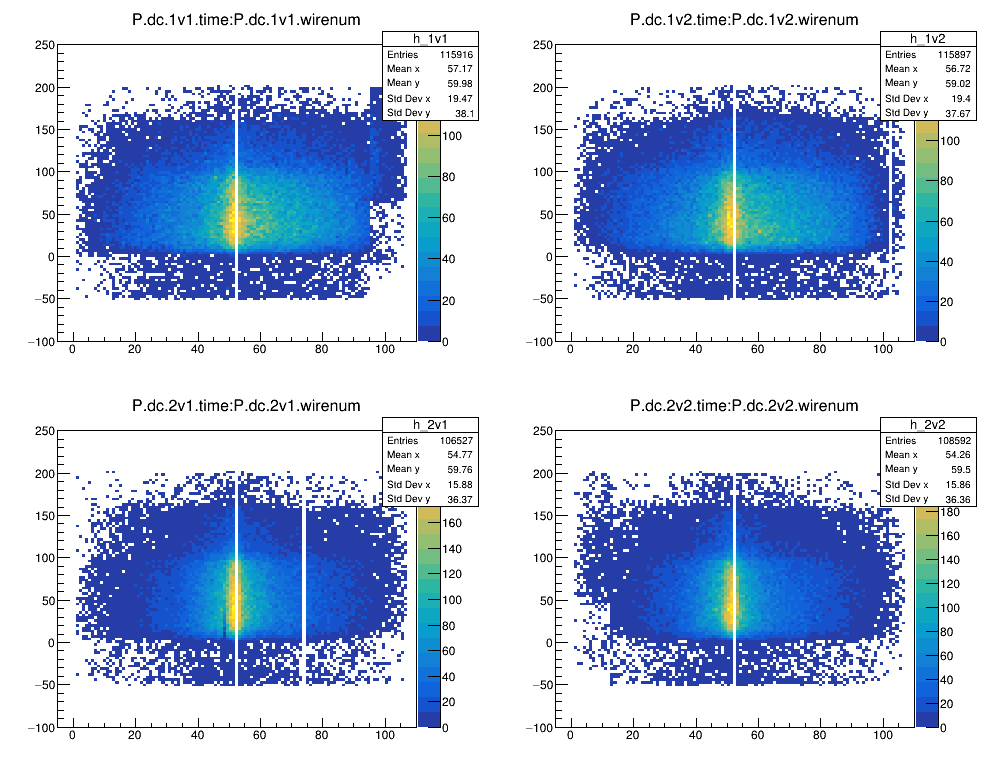 P.dc.1v1.time:P.dc.1v1.wirenum
h_1v1
Entries 115916
Mean x 57.17
Mean y 59.98
Std Dev x 19.47
Std Dev y 38.1
250
200
150
100
50
0
−50
−100
0 20 40 60 80 100
100
80
60
40
20
0
P.dc.1v2.time:P.dc.1v2.wirenum
h_1v2
Entries 115897
Mean x 56.72
Mean y 59.02
Std Dev x 19.4
Std Dev y 37.67
250
200
150
100
50
0
−50
−100
0 20 40 60 80 100
100
80
60
40
20
0
P.dc.2v1.time:P.dc.2v1.wirenum
h_2v1
Entries 106527
Mean x 54.77
Mean y 59.76
Std Dev x 15.88
Std Dev y 36.37
250
200
150
100
50
0
−50
−100
0 20 40 60 80 100
160
140
120
100
80
60
40
20
0
P.dc.2v2.time:P.dc.2v2.wirenum
h_2v2
Entries 108592
Mean x 54.26
Mean y 59.5
Std Dev x 15.86
Std Dev y 36.36
250
200
150
100
50
0
−50
−100
0 20 40 60 80 100
180
160
140
120
100
80
60
40
20
0